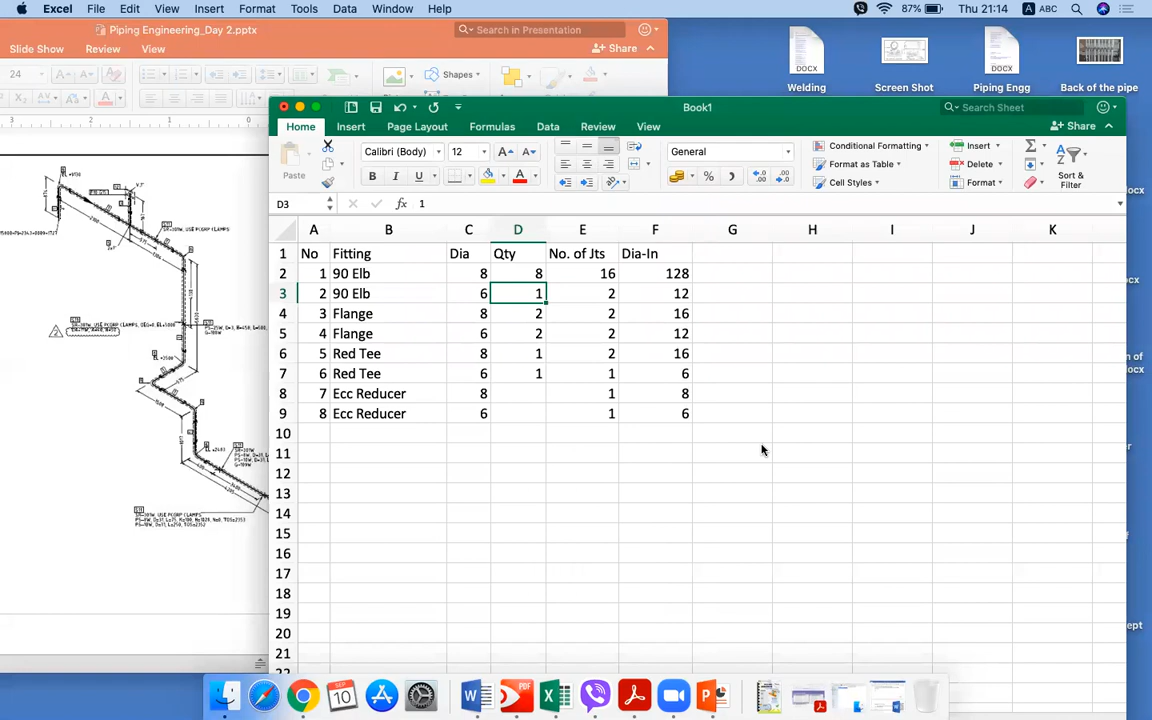 Excel File Edit View Insert Format Tools Data Window Help 87% Thu 21:14 A ABC
Piping Engineering_Day 2.pptx Search in Presentation
Slide Show Review View Share
24 Shapes
3 2 1 0
Welding Screen Shot Piping Engg Back of the pipe
DOCX DOCX
Book1 Search Sheet
Home Insert Page Layout Formulas Data Review View Share
Paste Calibri (Body) 12 A A General Conditional Formatting Insert
Format as Table Delete
B I U A % Cell Styles Format Sort &
Filter
D3 fx 1
A B C D E F G H I J K
1 No Fitting Dia Qty No. of Jts Dia-In
2 1 90 Elb 8 8 16 128
3 2 90 Elb 6 1 2 12
4 3 Flange 8 2 2 16
5 4 Flange 6 2 2 12
6 5 Red Tee 8 1 2 16
7 6 Red Tee 6 1 1 6
8 7 Ecc Reducer 8 1 8
9 8 Ecc Reducer 6 1 6
10
11
12
13
14
15
16
17
18
19
20
21
22
SEP
10
PDF